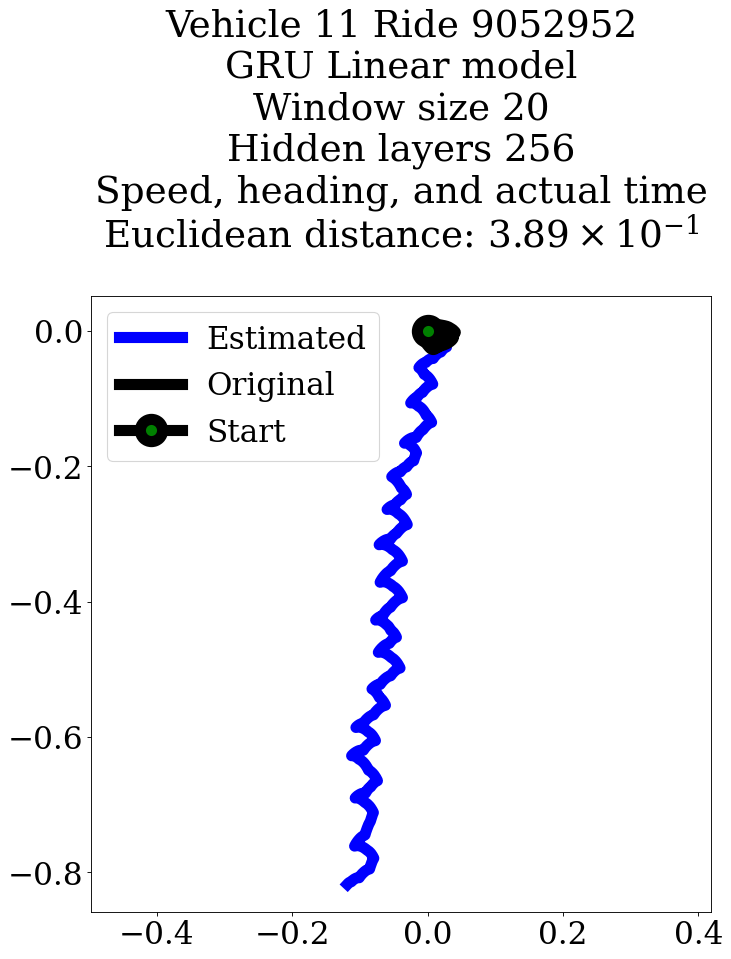 Vehicle 11 Ride 9052952
GRU Linear model
Window size 20
Hidden layers 256
Speed, heading, and actual time
Euclidean distance: 3.89 × 10⁻¹
Estimated
Original
Start
0.0
−0.2
−0.4
−0.6
−0.8
−0.4 −0.2 0.0 0.2 0.4